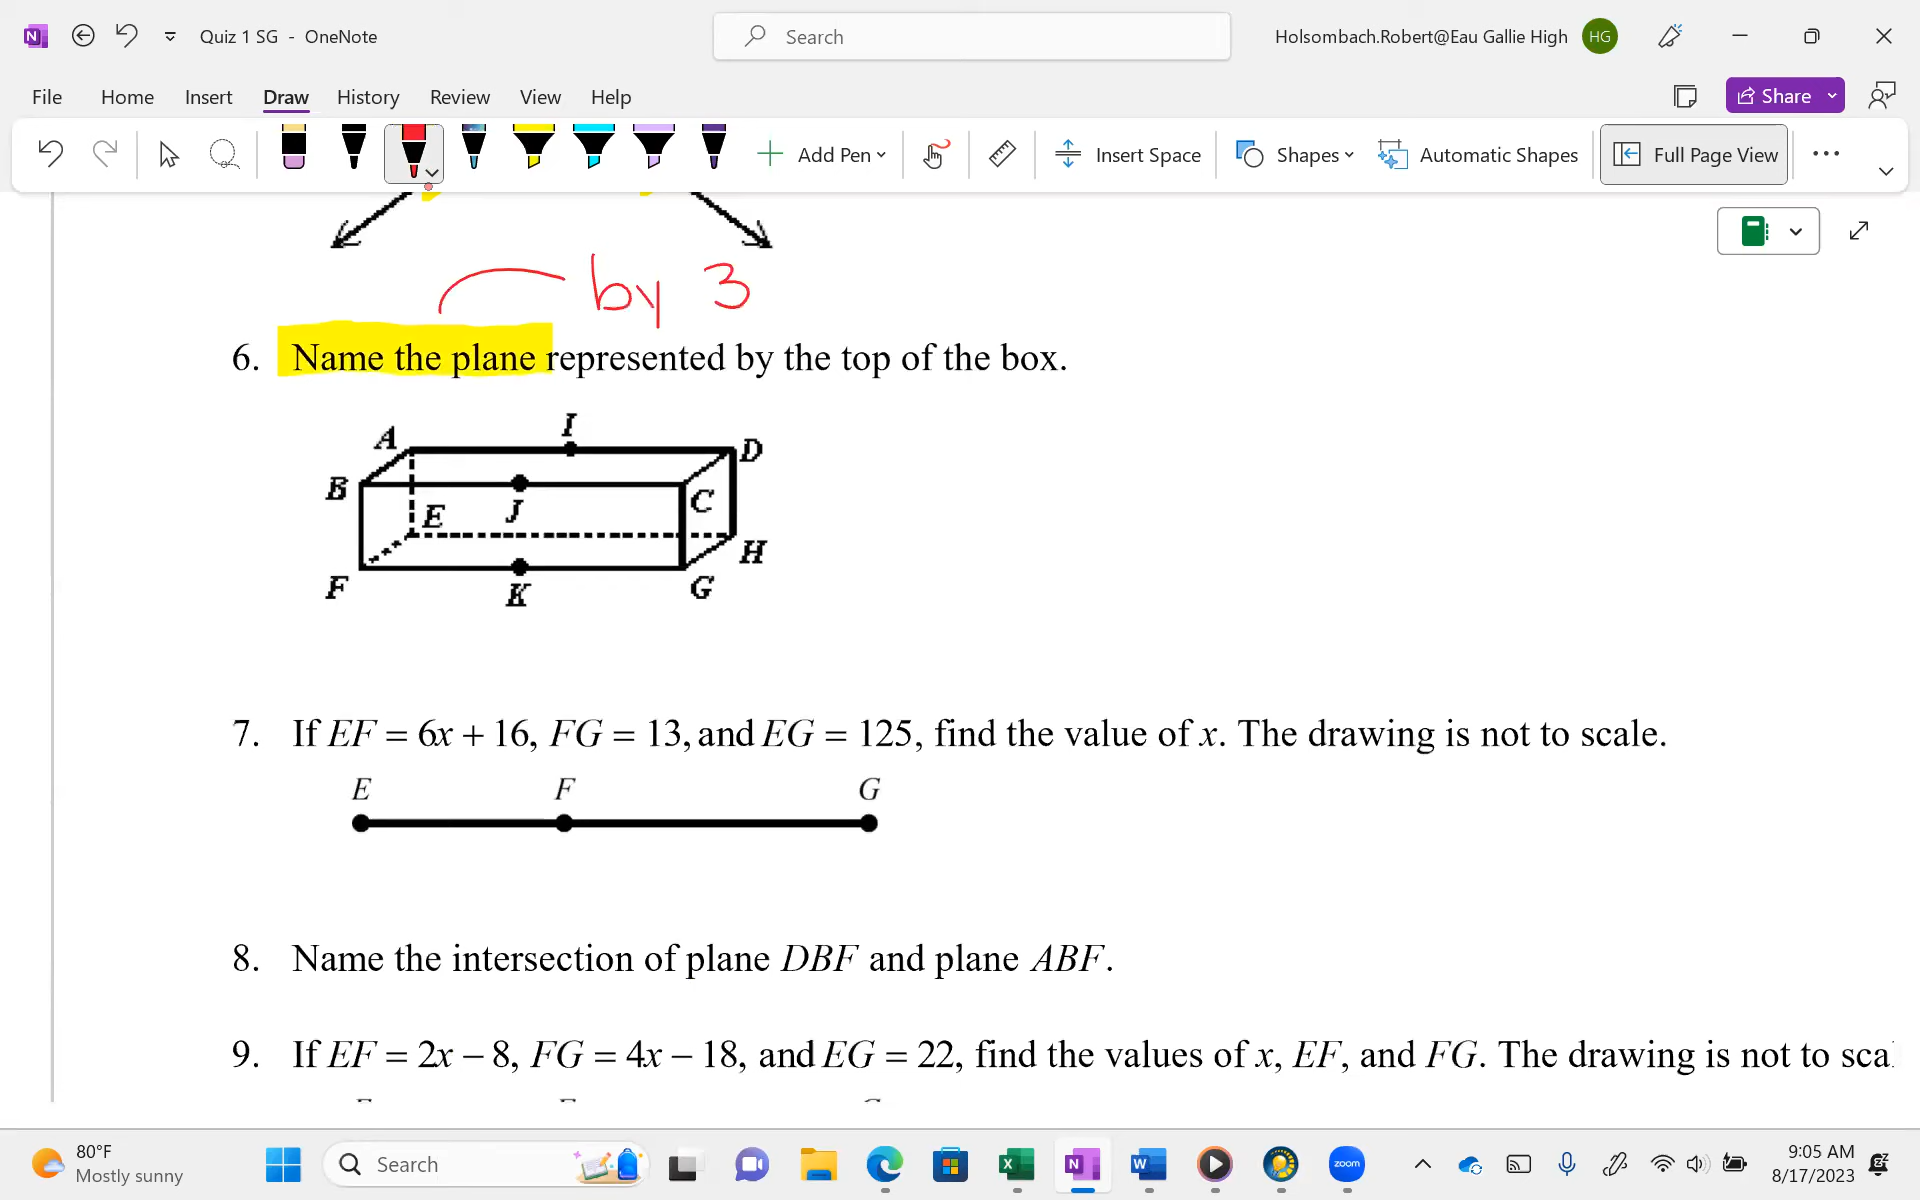 Quiz 1 SG - OneNote
Search
Holsombach.Robert@Eau Gallie High
HG
File Home Insert Draw History Review View Help
Share
Add Pen
Insert Space
Shapes
Automatic Shapes
Full Page View
by 3
6. Name the plane represented by the top of the box.
I
A
D
B
C
J
E
H
F
K
G
7. If EF = 6x + 16, FG = 13, and EG = 125, find the value of x. The drawing is not to scale.
E F G
8. Name the intersection of plane DBF and plane ABF.
9. If EF = 2x − 8, FG = 4x − 18, and EG = 22, find the values of x, EF, and FG. The drawing is not to scal
80°F
Mostly sunny
Search
zoom
9:05 AM
8/17/2023